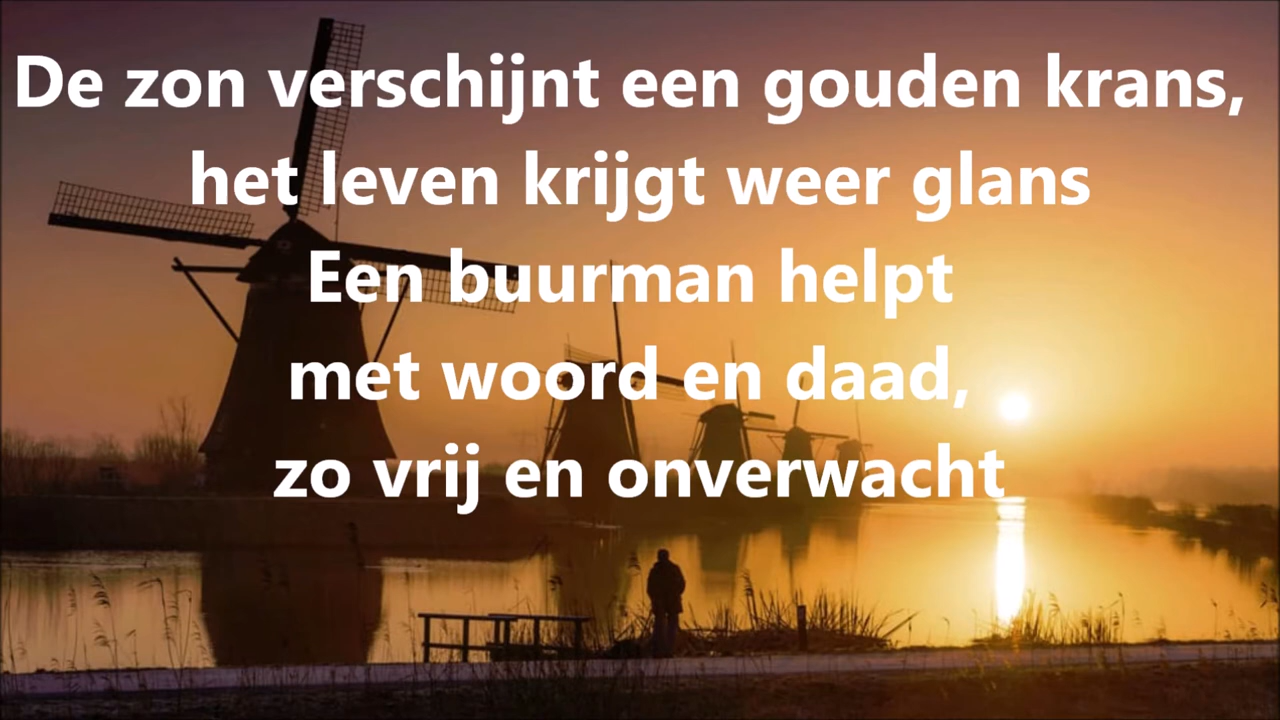 De zon verschijnt een gouden krans,
het leven krijgt weer glans
Een buurman helpt
met woord en daad,
zo vrij en onverwacht